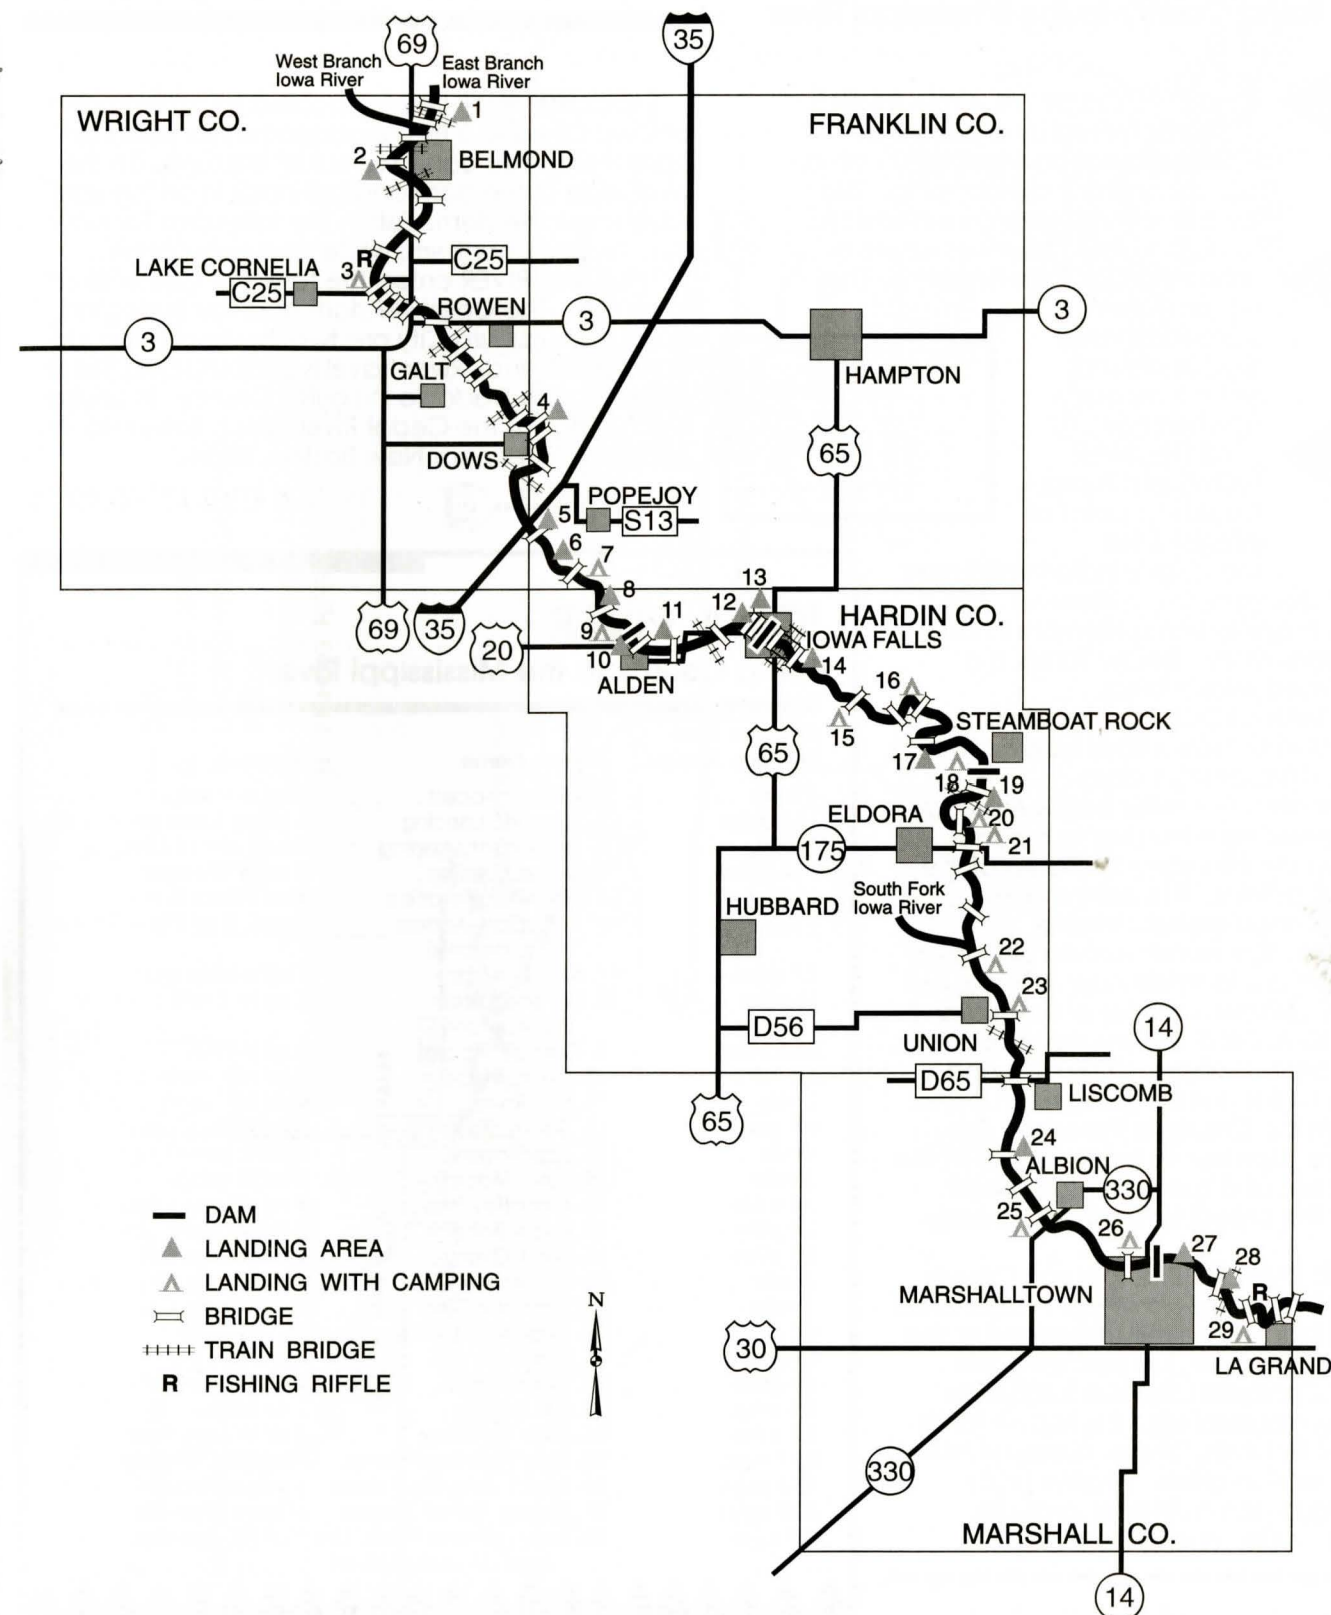 69
35
West Branch
Iowa River
East Branch
Iowa River
1
WRIGHT CO.
FRANKLIN CO.
2
BELMOND
R
C25
LAKE CORNELIA
3
C25
ROWEN
3
3
3
GALT
HAMPTON
4
65
DOWS
POPEJOY
5
S13
6
7
8
13
69
35
20
9
11
12
HARDIN CO.
IOWA FALLS
10
14
ALDEN
16
15
STEAMBOAT ROCK
65
17
18
19
ELDORA
20
21
175
South Fork
Iowa River
HUBBARD
22
23
D56
14
UNION
D65
LISCOMB
65
24
ALBION
330
25
26
27
28
R
MARSHALLTOWN
29
30
LA GRAND
DAM
LANDING AREA
LANDING WITH CAMPING
BRIDGE
TRAIN BRIDGE
R FISHING RIFFLE
N
330
MARSHALL CO.
14